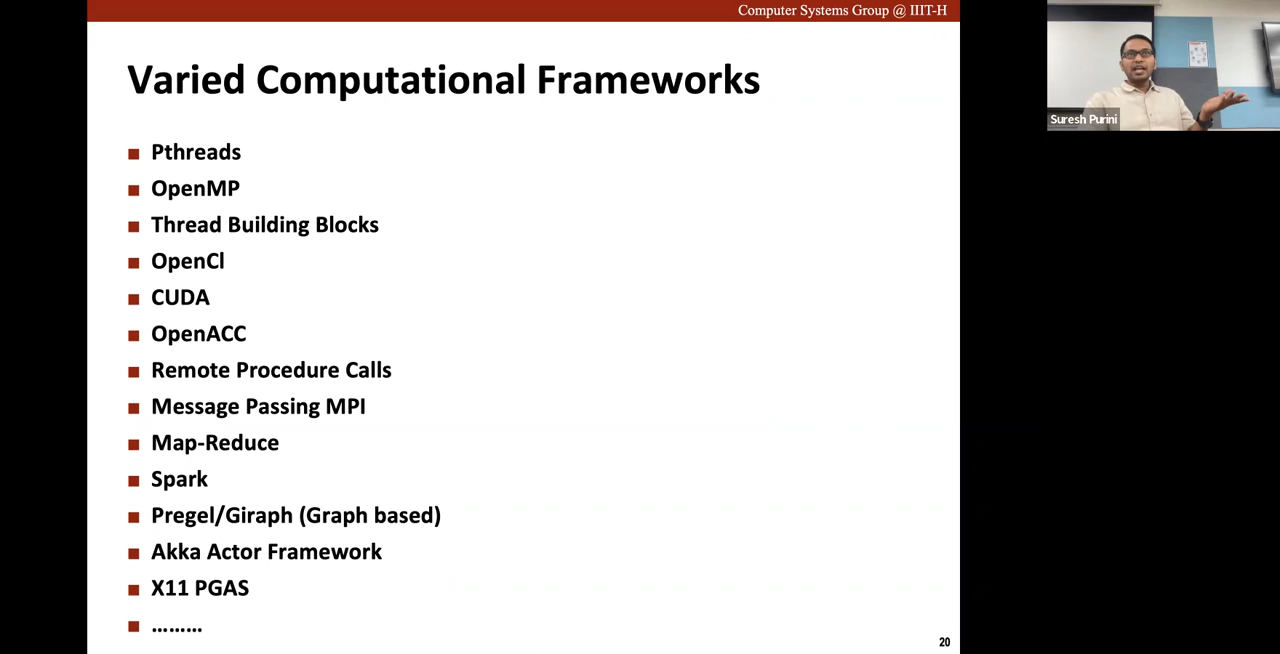 Computer Systems Group @ IIIT-H
Varied Computational Frameworks
Pthreads
OpenMP
Thread Building Blocks
OpenCl
CUDA
OpenACC
Remote Procedure Calls
Message Passing MPI
Map-Reduce
Spark
Pregel/Giraph (Graph based)
Akka Actor Framework
X11 PGAS
………
20
Suresh Purini